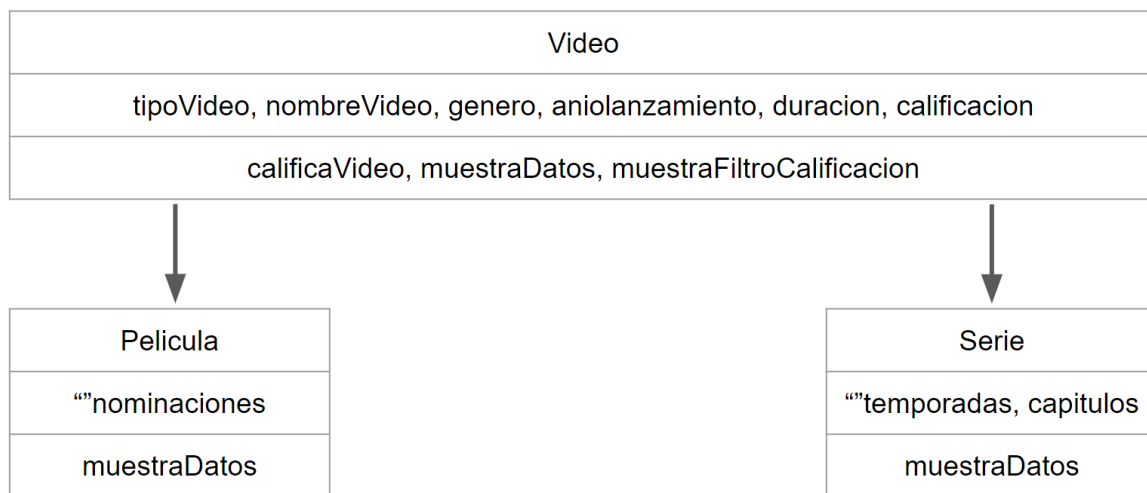 Video
tipoVideo, nombreVideo, genero, aniolanzamiento, duracion, calificacion
calificaVideo, muestraDatos, muestraFiltroCalificacion
Pelicula
“”nominaciones
muestraDatos
Serie
“”temporadas, capitulos
muestraDatos